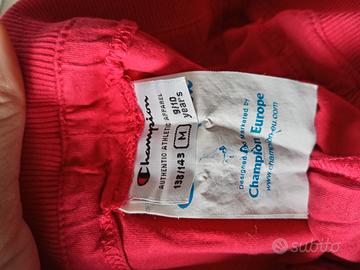 Champion
AUTHENTIC ATHLETIC APPAREL
9/10
years
138/143
M
Designed & marketed by
Champion Europe
www.champion-eu.com
subito